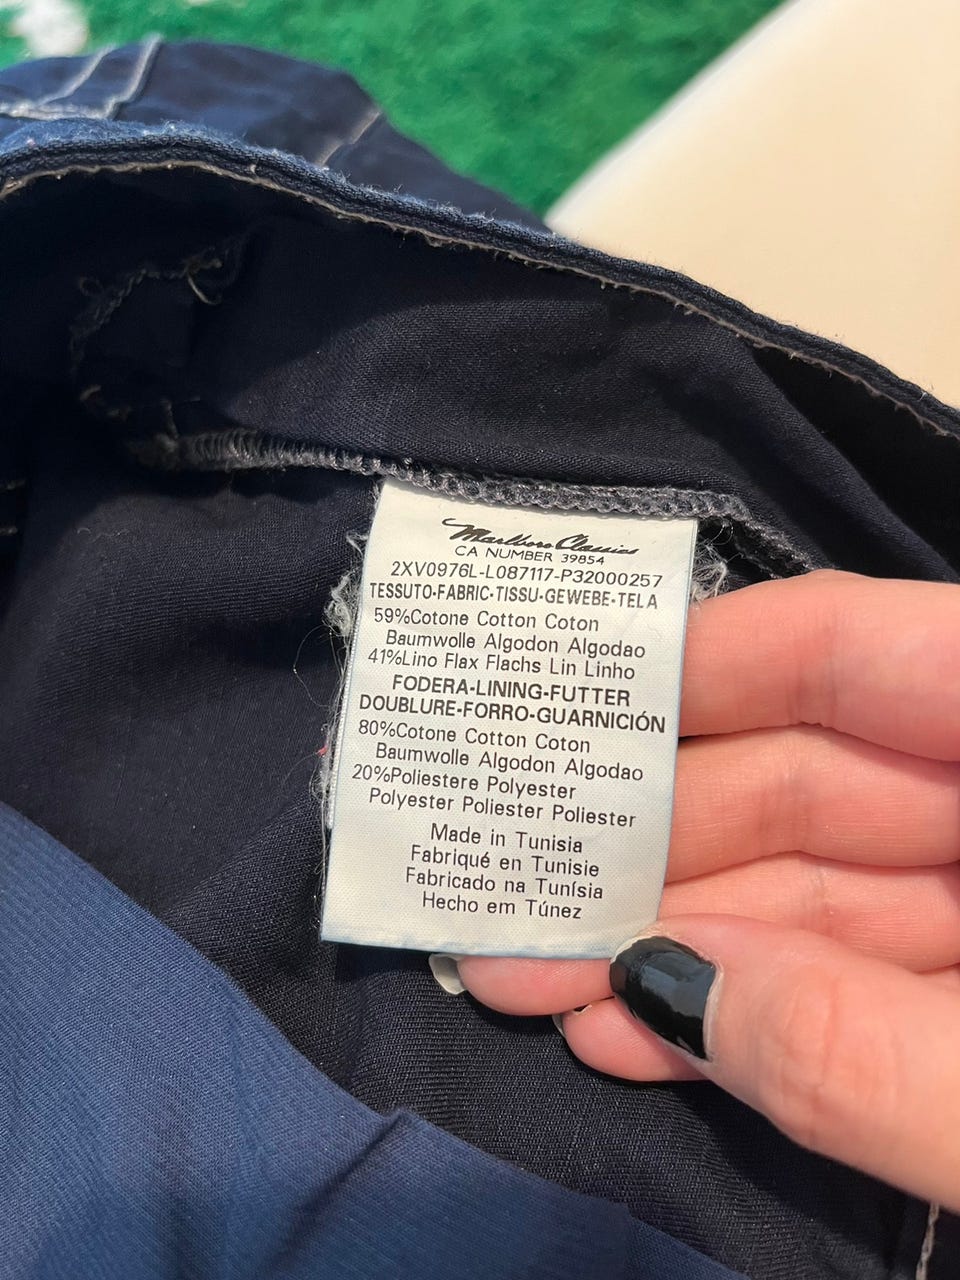 Marlboro Classics
CA NUMBER 39854
2XV0976L-L087117-P32000257
TESSUTO-FABRIC-TISSU-GEWEBE-TELA
59%Cotone Cotton Coton
Baumwolle Algodon Algodao
41%Lino Flax Flachs Lin Linho
FODERA-LINING-FUTTER
DOUBLURE-FORRO-GUARNICIÓN
80%Cotone Cotton Coton
Baumwolle Algodon Algodao
20%Poliestere Polyester
Polyester Poliester Poliester
Made in Tunisia
Fabriqué en Tunisie
Fabricado na Tunísia
Hecho em Túnez